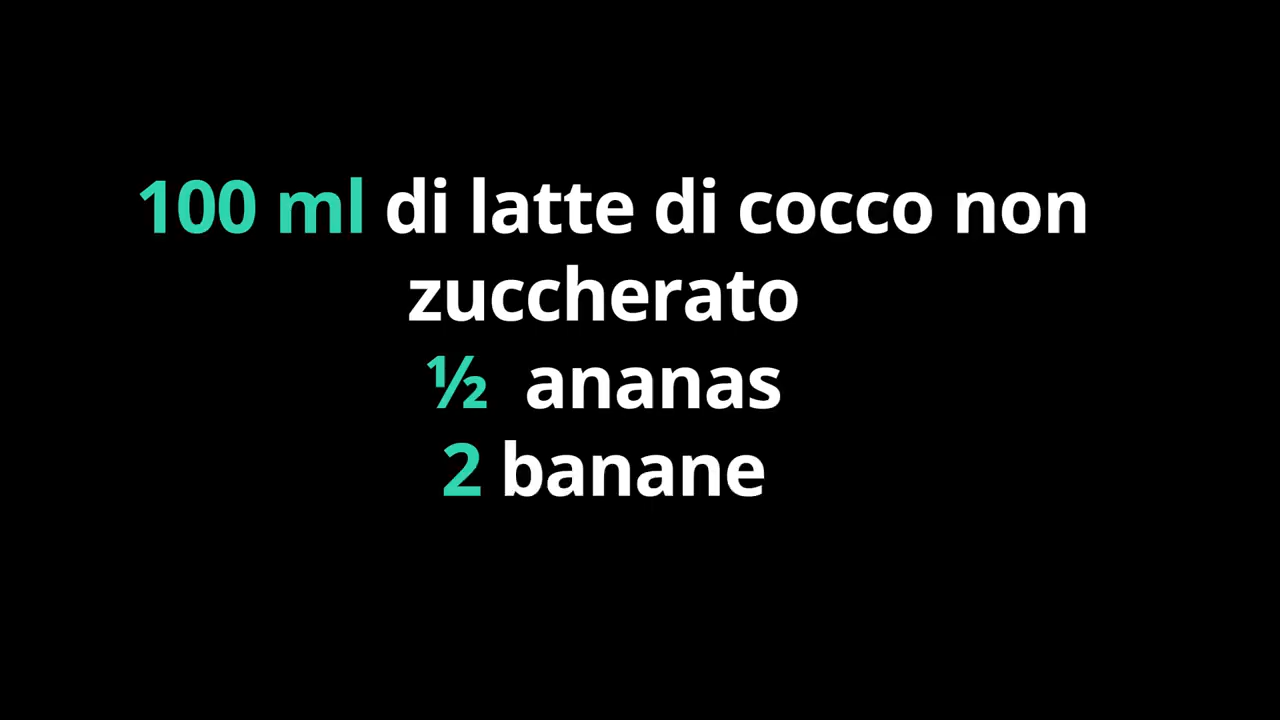 100 ml di latte di cocco non
zuccherato
½ ananas
2 banane